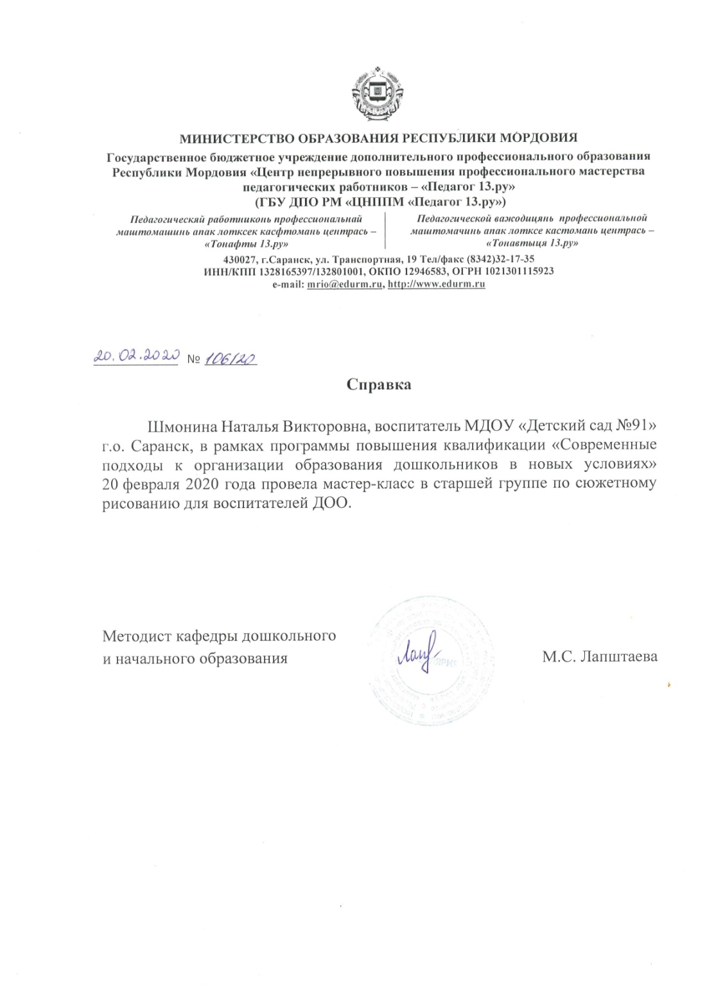 МИНИСТЕРСТВО ОБРАЗОВАНИЯ РЕСПУБЛИКИ МОРДОВИЯ
Государственное бюджетное учреждение дополнительного профессионального образования
Республики Мордовия «Центр непрерывного повышения профессионального мастерства
педагогических работников – «Педагог 13.ру»
(ГБУ ДПО РМ «ЦНППМ «Педагог 13.ру»)
Педагогическяй работниконь профессиональнай
маштомашинь апак лотксек касфтомань центрась –
«Тонафты 13.ру»
Педагогической важодицянь профессиональной
маштомачинь апак лотксе кастомань центрась –
«Тонавтыця 13.ру»
430027, г.Саранск, ул. Транспортная, 19 Тел/факс (8342)32-17-35
ИНН/КПП 1328165397/132801001, ОКПО 12946583, ОГРН 1021301115923
e-mail: mrio@edurm.ru, http://www.edurm.ru
20.02.2020 № 106/20
Справка
Шмонина Наталья Викторовна, воспитатель МДОУ «Детский сад №91»
г.о. Саранск, в рамках программы повышения квалификации «Современные
подходы к организации образования дошкольников в новых условиях»
20 февраля 2020 года провела мастер-класс в старшей группе по сюжетному
рисованию для воспитателей ДОО.
Методист кафедры дошкольного
и начального образования
М.С. Лапштаева